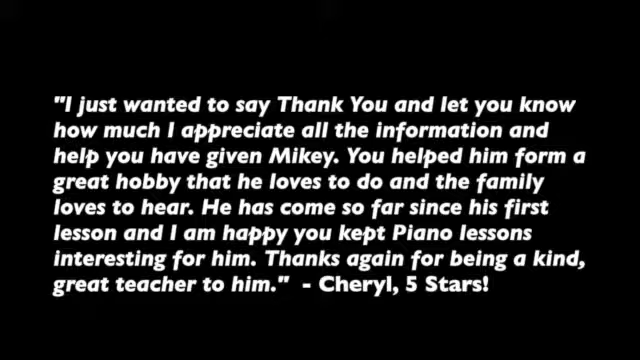 "I just wanted to say Thank You and let you know
how much I appreciate all the information and
help you have given Mikey. You helped him form a
great hobby that he loves to do and the family
loves to hear. He has come so far since his first
lesson and I am happy you kept Piano lessons
interesting for him. Thanks again for being a kind,
great teacher to him." - Cheryl, 5 Stars!